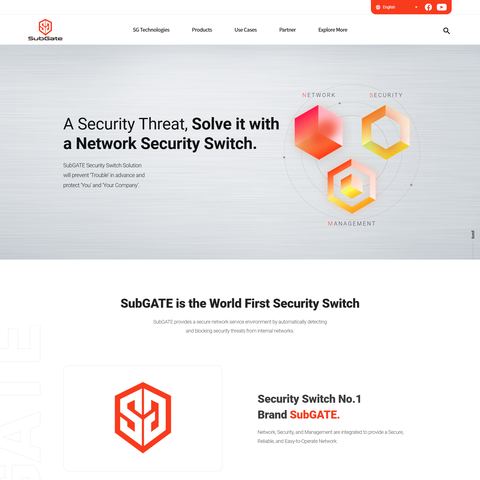 English
SubGate
SG Technologies
Products
Use Cases
Partner
Explore More
NETWORK
SECURITY
A Security Threat, Solve it with
a Network Security Switch.
SubGATE Security Switch Solution
will prevent 'Trouble' in advance and
protect 'You' and 'Your Company'.
MANAGEMENT
Scroll
SubGATE is the World First Security Switch
SubGATE provides a secure network service environment by automatically detecting
and blocking security threats from internal networks
GATE
SG
Security Switch No.1
Brand SubGATE.
Network, Security, and Management are integrated to provide a Secure,
Reliable, and Easy-to-Operate Network.